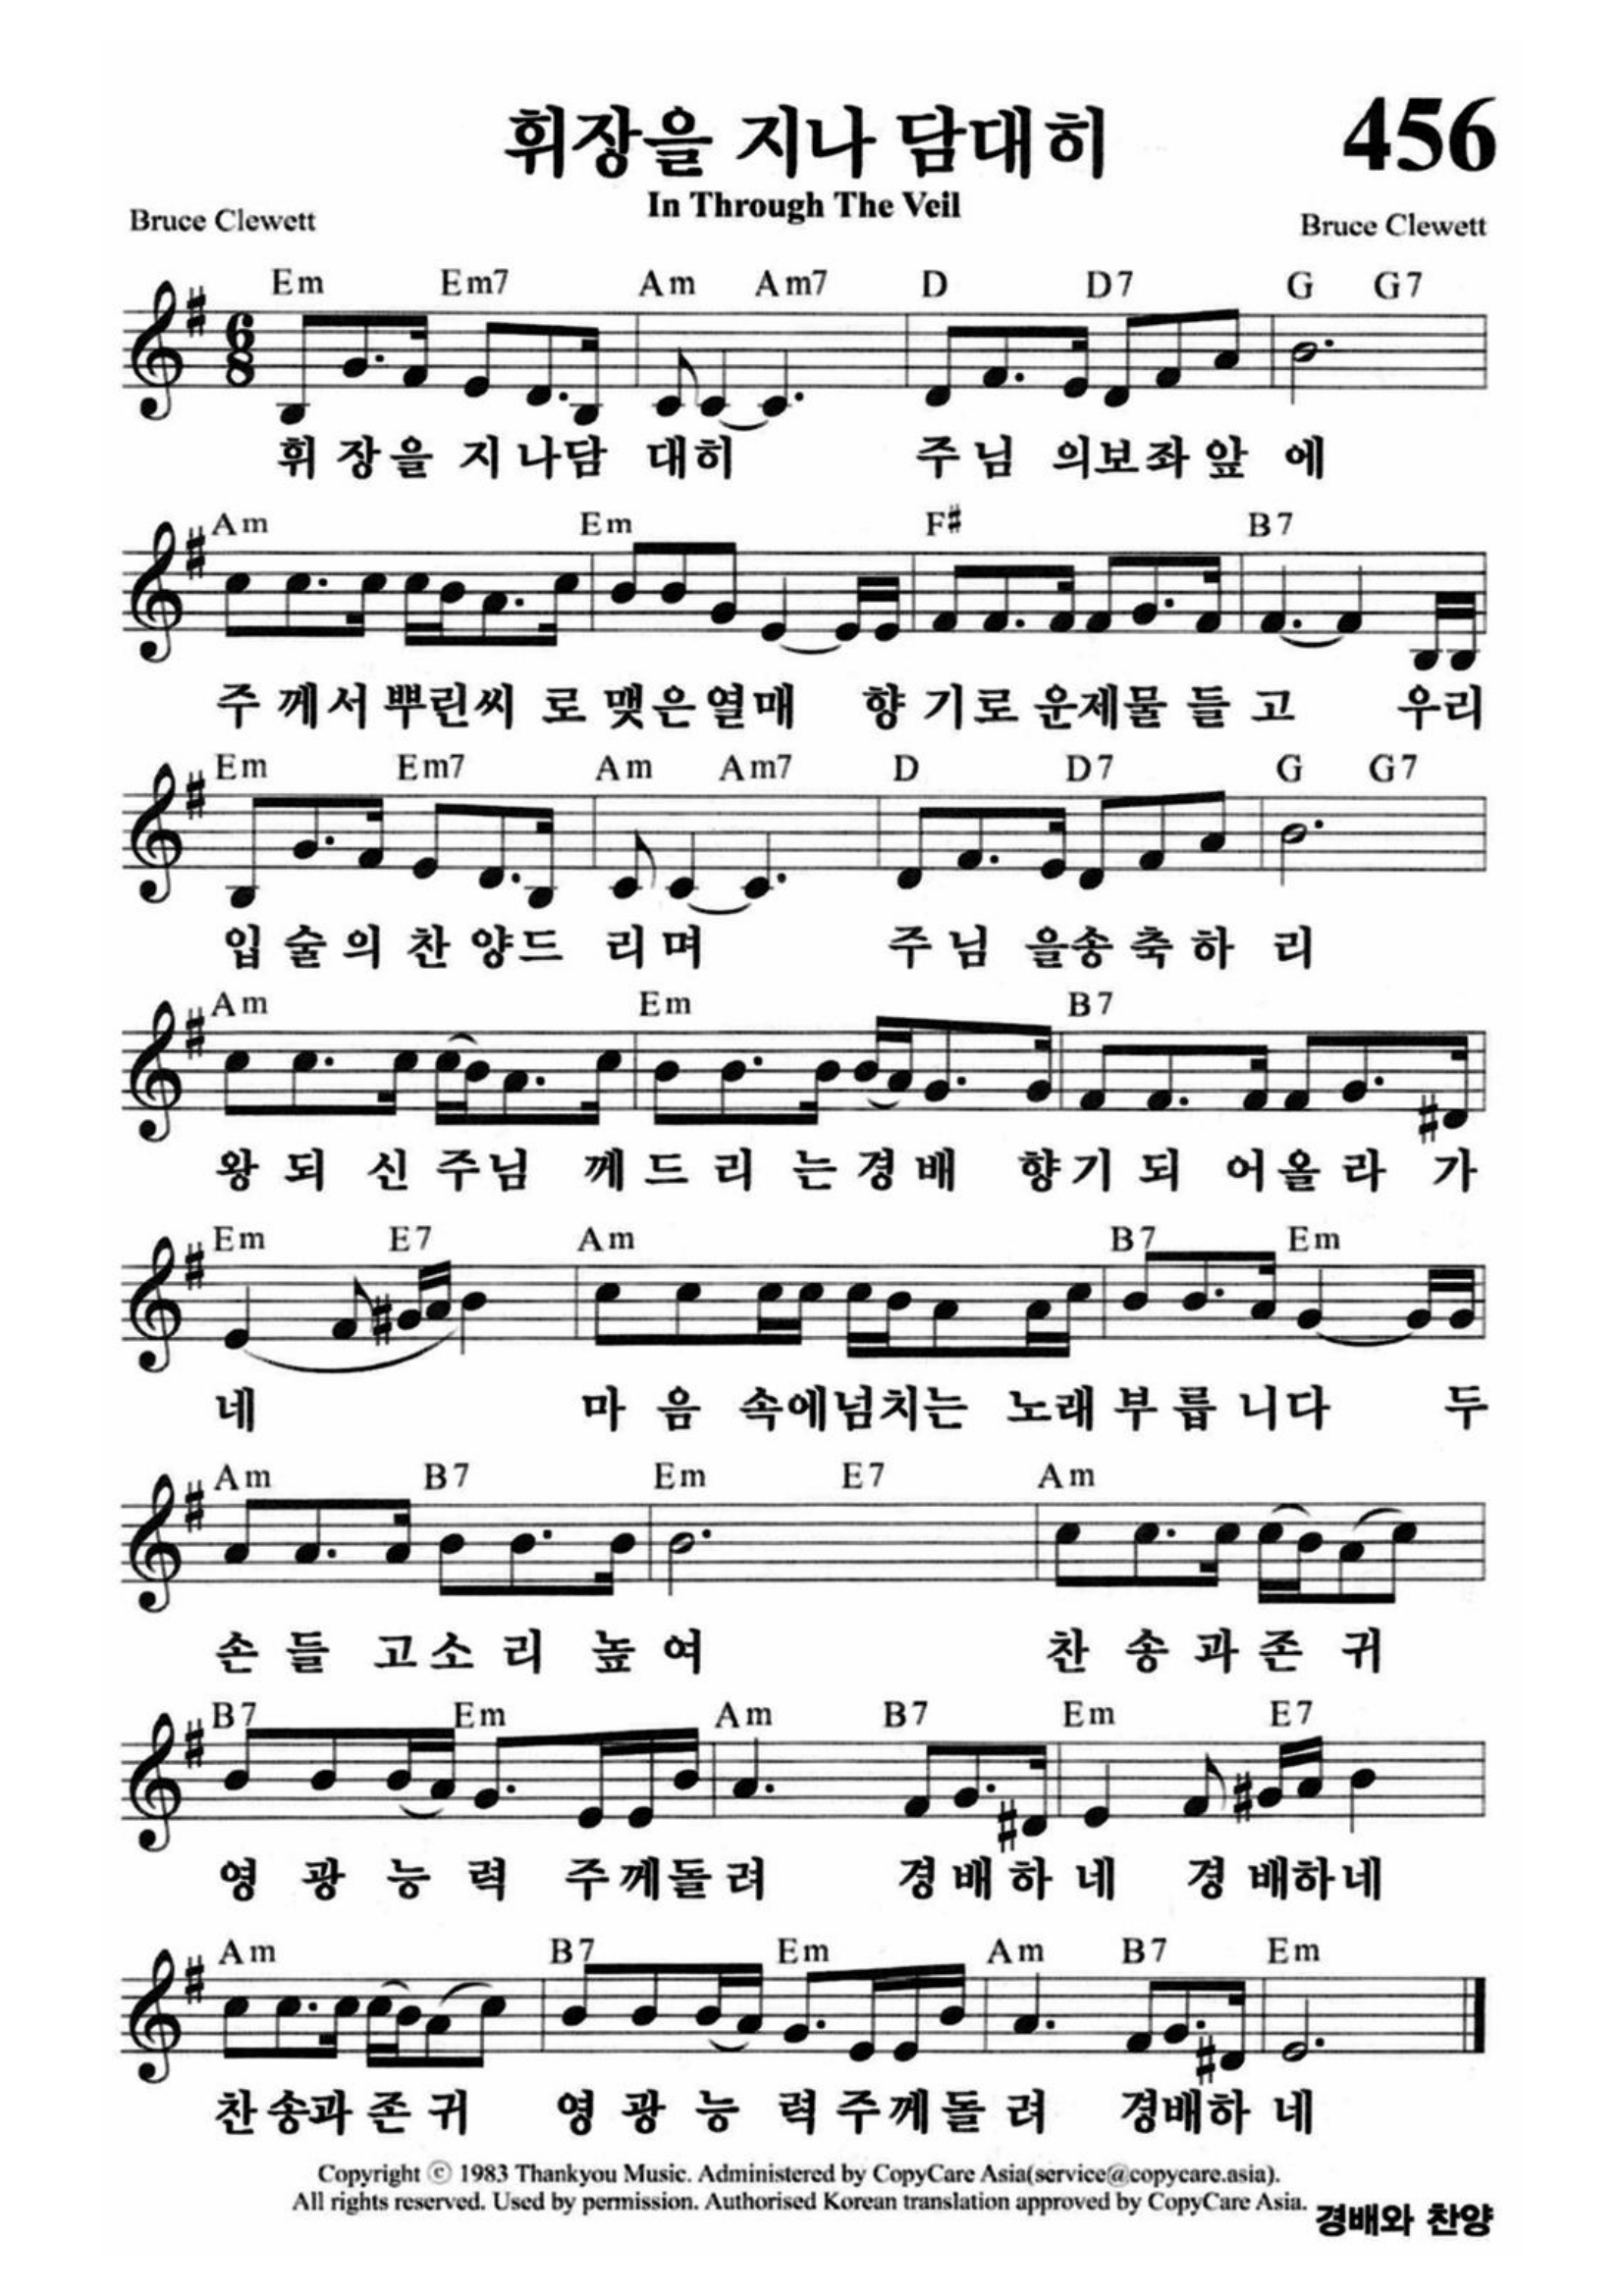 휘장을 지나 담대히
456
In Through The Veil
Bruce Clewett
Bruce Clewett
Em Em7 Am Am7 D D7 G G7
6
8
휘 장을 지 나담 대히 주 님 의보좌 앞 에
Am Em F# B7
주 께서 뿌린씨 로 맺은 열매 향 기로 운제물 들 고 우리
Em Em7 Am Am7 D D7 G G7
입 술 의 찬 양드 리 며 주 님 을송 축 하 리
Am Em B7
왕 되 신 주님 께 드 리 는 경 배 향 기 되 어올 라 가
Em E7 Am B7 Em
네 마 음 속에넘치는 노래 부 릅 니다 두
Am B7 Em E7 Am
손 들 고 소 리 높 여 찬 송 과 존 귀
B7 Em Am B7 Em E7
영 광 능 력 주께돌 려 경 배 하 네 경 배하네
Am B7 Em Am B7 Em
찬 송과 존 귀 영 광 능 력 주 께 돌 려 경배하 네
Copyright ⓒ 1983 Thankyou Music. Administered by CopyCare Asia(service@copycare.asia).
All rights reserved. Used by permission. Authorised Korean translation approved by CopyCare Asia.
경배와 찬양